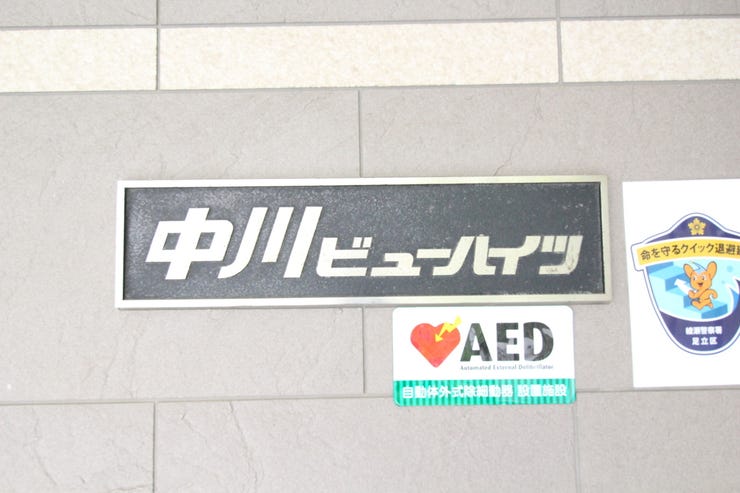 中川ビューハイツ
命を守るクイック退避
綾瀬警察署
足立区
AED
Automated External Defibrillator
自動体外式除細動器 設置施設